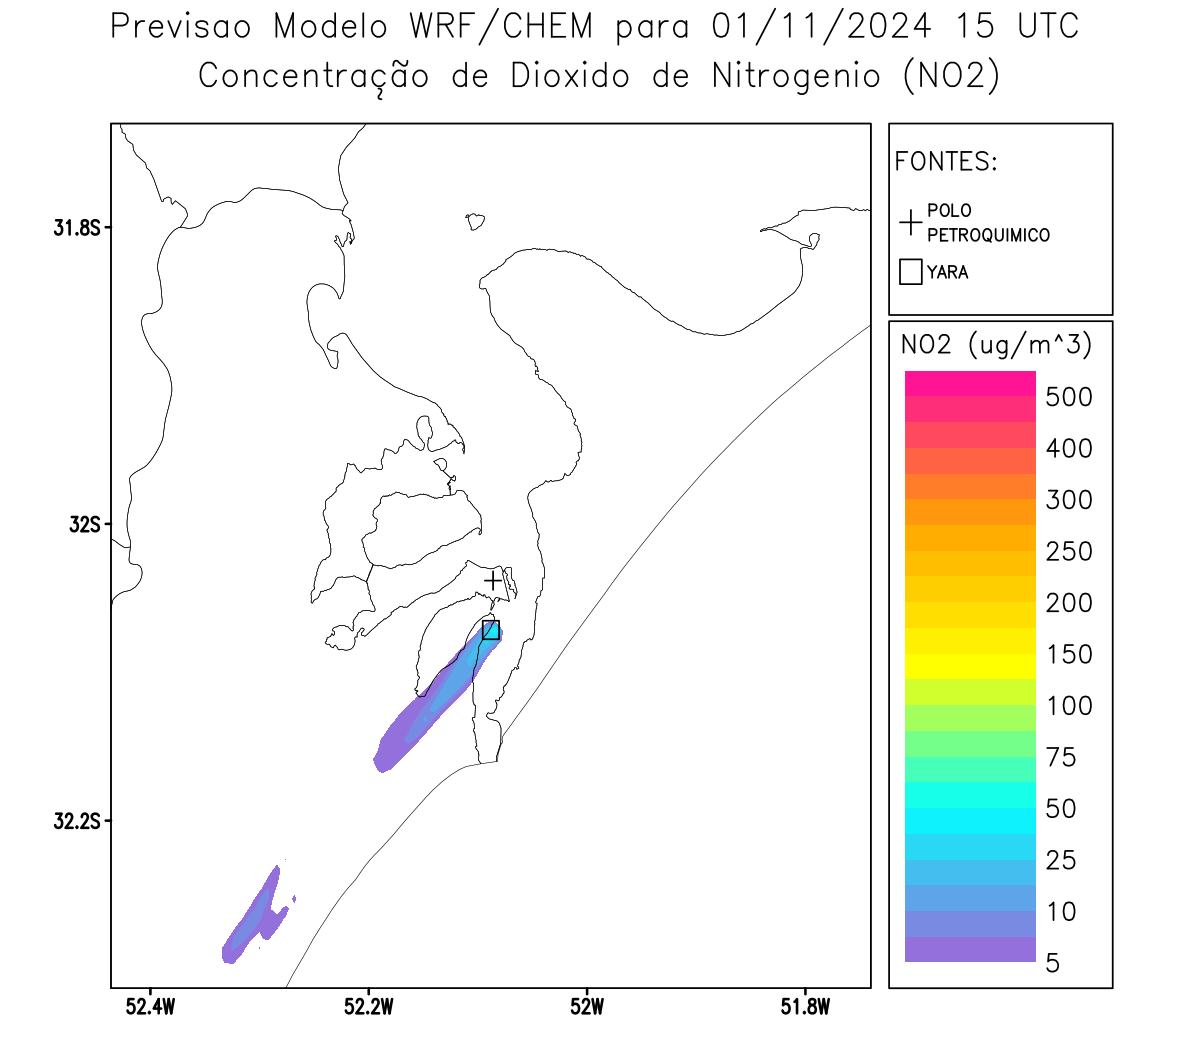 Previsao Modelo WRF/CHEM para 01/11/2024 15 UTC
Concentração de Dioxido de Nitrogenio (NO2)
FONTES:
POLO
PETROQUIMICO
YARA
NO2 (ug/m^3)
500
400
300
250
200
150
100
75
50
25
10
5
31.8S
32S
32.2S
52.4W
52.2W
52W
51.8W